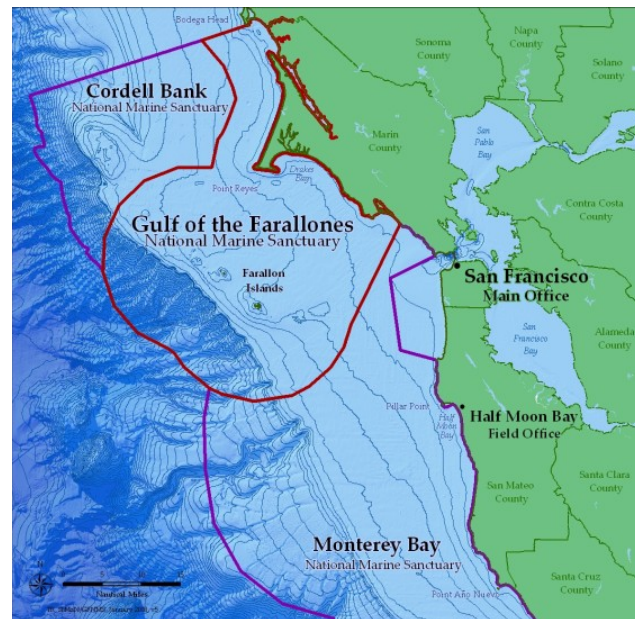 Bodega Head
Sonoma
County
Napa
County
Solano
County
Cordell Bank
National Marine Sanctuary
Marin
County
San
Pablo
Bay
Drakes
Bay
Point Reyes
Contra Costa
County
Gulf of the Farallones
National Marine Sanctuary
Farallon
Islands
San Francisco
Main Office
San
Francisco
Bay
Alameda
County
Pillar Point
Half
Moon
Bay
Half Moon Bay
Field Office
San Mateo
County
Santa Clara
County
Monterey Bay
National Marine Sanctuary
Santa Cruz
County
Point Año Nuevo
N
0
5
Nautical Miles